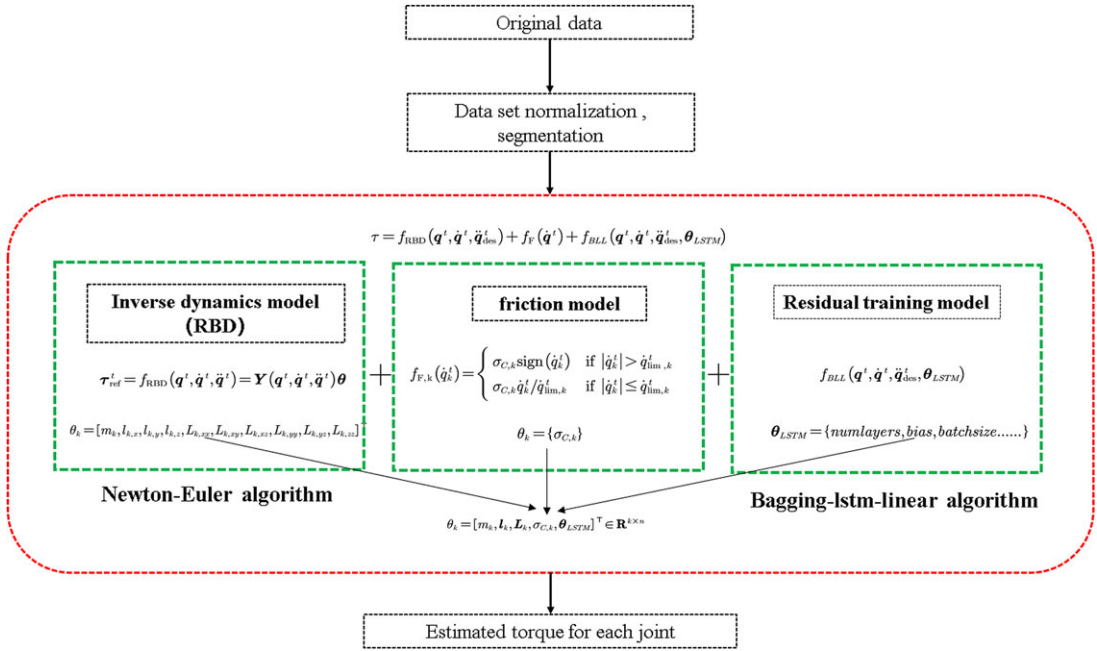 Original data
Data set normalization ,
segmentation
τ = f_RBD(q^t, q̇^t, q̈^t_des) + f_F(q̇^t) + f_BLL(q^t, q̇^t, q̈^t_des, θ_LSTM)
Inverse dynamics model
(RBD)
τ^t_ref = f_RBD(q^t, q̇^t, q̈^t) = Y(q^t, q̇^t, q̈^t)θ
θ_k = [m_k, l_k,x, l_k,y, l_k,z, L_k,xx, L_k,xy, L_k,xz, L_k,yy, L_k,yz, L_k,zz]^⊤
Newton-Euler algorithm
+
friction model
f_F,k(q̇^t_k) = { σ_C,k sign(q̇^t_k) if |q̇^t_k| > q̇^t_lim,k
σ_C,k q̇^t_k / q̇^t_lim,k if |q̇^t_k| ≤ q̇^t_lim,k
θ_k = {σ_C,k}
+
Residual training model
f_BLL(q^t, q̇^t, q̈^t_des, θ_LSTM)
θ_LSTM = {numlayers, bias, batchsize......}
Bagging-lstm-linear algorithm
θ_k = [m_k, l_k, L_k, σ_C,k, θ_LSTM]^⊤ ∈ R^k×n
Estimated torque for each joint